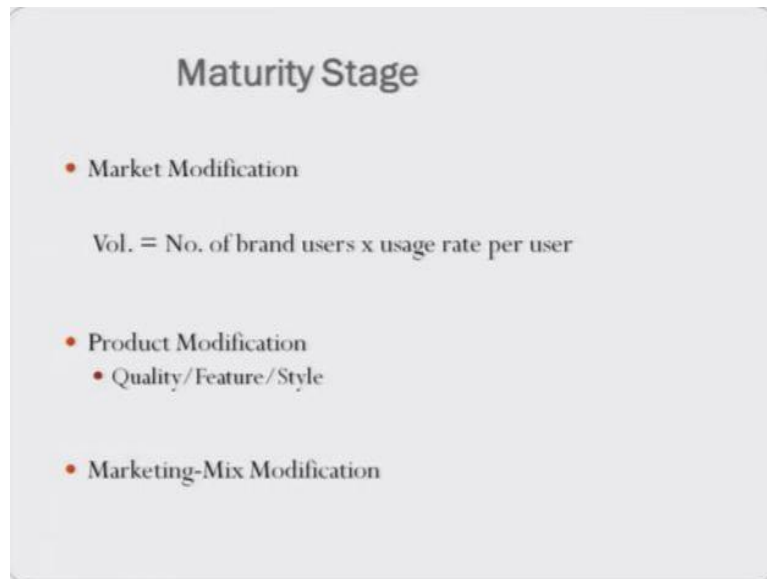 Maturity Stage
• Market Modification
Vol. = No. of brand users x usage rate per user
• Product Modification
• Quality/Feature/Style
• Marketing-Mix Modification